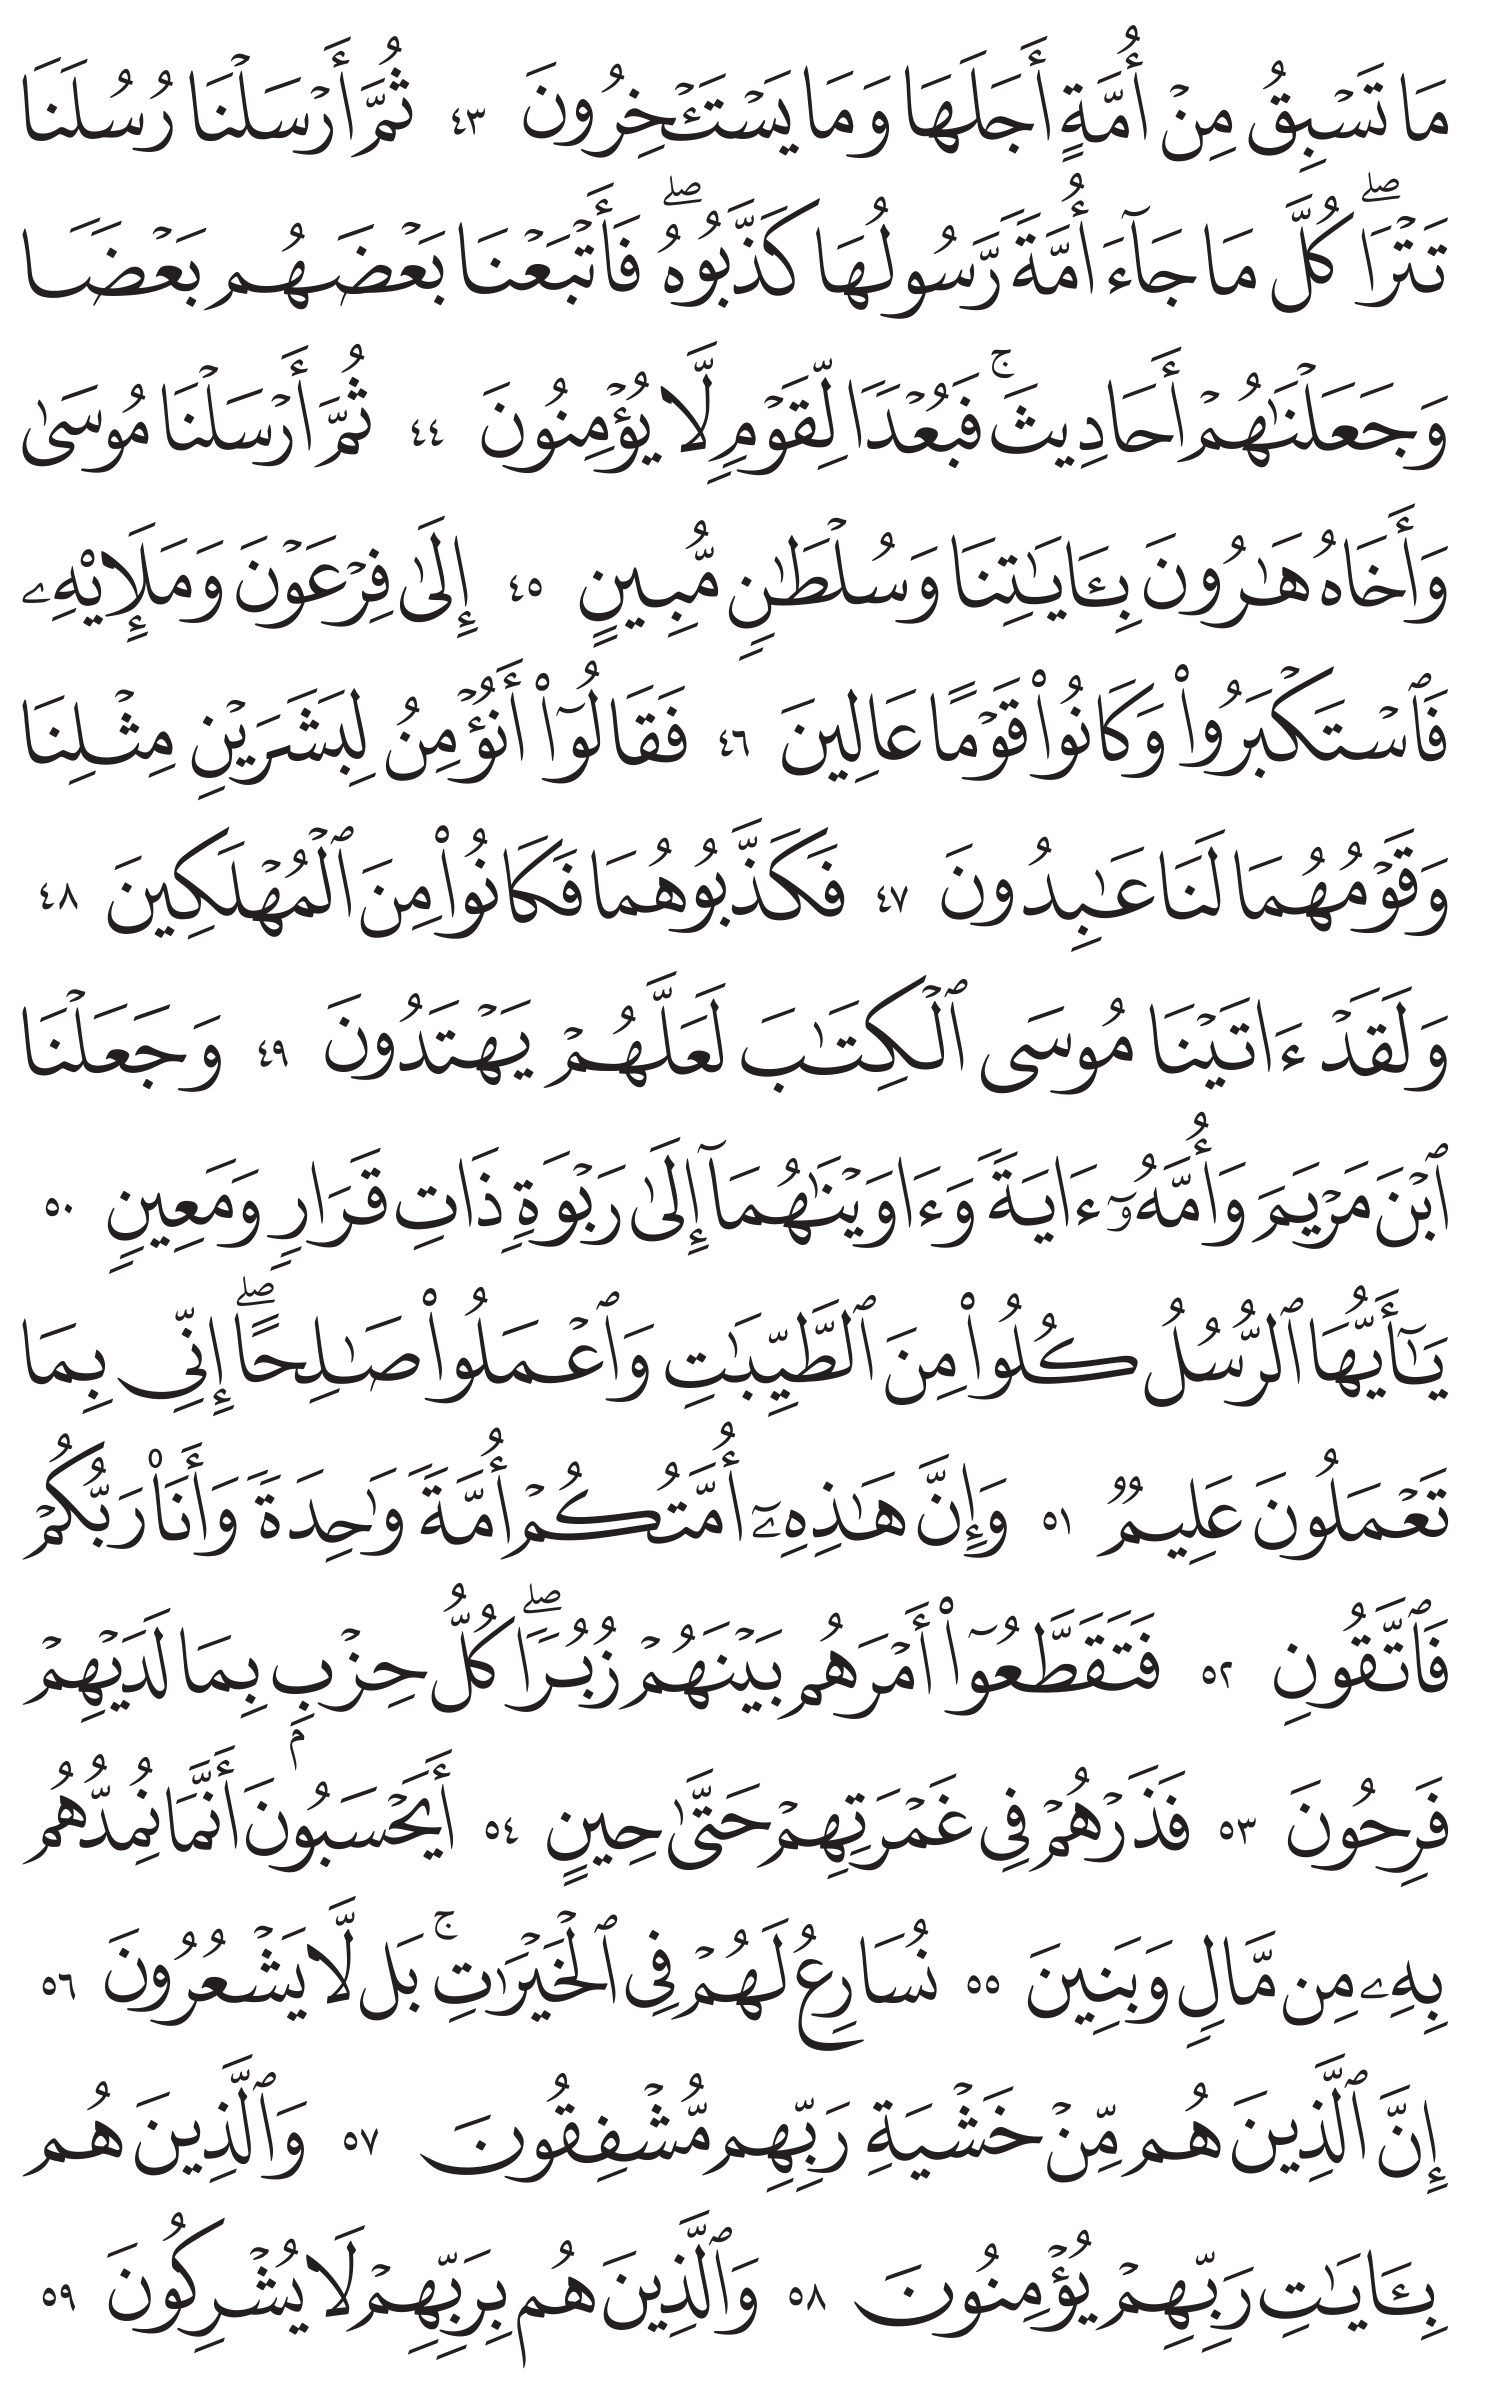 مَا تَسْبِقُ مِنْ أُمَّةٍ أَجَلَهَا وَمَا يَسْتَـْٔخِرُونَ ٤٣ ثُمَّ أَرْسَلْنَا رُسُلَنَا
تَتْرَا ۖ كُلَّ مَا جَآءَ أُمَّةً رَّسُولُهَا كَذَّبُوهُ ۖ فَأَتْبَعْنَا بَعْضَهُم بَعْضًا
وَجَعَلْنَـٰهُمْ أَحَادِيثَ ۚ فَبُعْدًا لِّقَوْمٍ لَّا يُؤْمِنُونَ ٤٤ ثُمَّ أَرْسَلْنَا مُوسَىٰ
وَأَخَاهُ هَـٰرُونَ بِـَٔايَـٰتِنَا وَسُلْطَـٰنٍ مُّبِينٍ ٤٥ إِلَىٰ فِرْعَوْنَ وَمَلَإِي۟هِۦ
فَٱسْتَكْبَرُوا۟ وَكَانُوا۟ قَوْمًا عَالِينَ ٤٦ فَقَالُوٓا۟ أَنُؤْمِنُ لِبَشَرَيْنِ مِثْلِنَا
وَقَوْمُهُمَا لَنَا عَـٰبِدُونَ ٤٧ فَكَذَّبُوهُمَا فَكَانُوا۟ مِنَ ٱلْمُهْلَكِينَ ٤٨
وَلَقَدْ ءَاتَيْنَا مُوسَى ٱلْكِتَـٰبَ لَعَلَّهُمْ يَهْتَدُونَ ٤٩ وَجَعَلْنَا
ٱبْنَ مَرْيَمَ وَأُمَّهُۥٓ ءَايَةً وَءَاوَيْنَـٰهُمَآ إِلَىٰ رَبْوَةٍ ذَاتِ قَرَارٍ وَمَعِينٍ ٥٠
يَـٰٓأَيُّهَا ٱلرُّسُلُ كُلُوا۟ مِنَ ٱلطَّيِّبَـٰتِ وَٱعْمَلُوا۟ صَـٰلِحًا ۖ إِنِّى بِمَا
تَعْمَلُونَ عَلِيمٌ ٥١ وَإِنَّ هَـٰذِهِۦٓ أُمَّتُكُمْ أُمَّةً وَٰحِدَةً وَأَنَا۠ رَبُّكُمْ
فَٱتَّقُونِ ٥٢ فَتَقَطَّعُوٓا۟ أَمْرَهُم بَيْنَهُمْ زُبُرًا ۖ كُلُّ حِزْبٍۭ بِمَا لَدَيْهِمْ
فَرِحُونَ ٥٣ فَذَرْهُمْ فِى غَمْرَتِهِمْ حَتَّىٰ حِينٍ ٥٤ أَيَحْسَبُونَ أَنَّمَا نُمِدُّهُم
بِهِۦ مِن مَّالٍ وَبَنِينَ ٥٥ نُسَارِعُ لَهُمْ فِى ٱلْخَيْرَٰتِ ۚ بَل لَّا يَشْعُرُونَ ٥٦
إِنَّ ٱلَّذِينَ هُم مِّنْ خَشْيَةِ رَبِّهِم مُّشْفِقُونَ ٥٧ وَٱلَّذِينَ هُم
بِـَٔايَـٰتِ رَبِّهِمْ يُؤْمِنُونَ ٥٨ وَٱلَّذِينَ هُم بِرَبِّهِمْ لَا يُشْرِكُونَ ٥٩